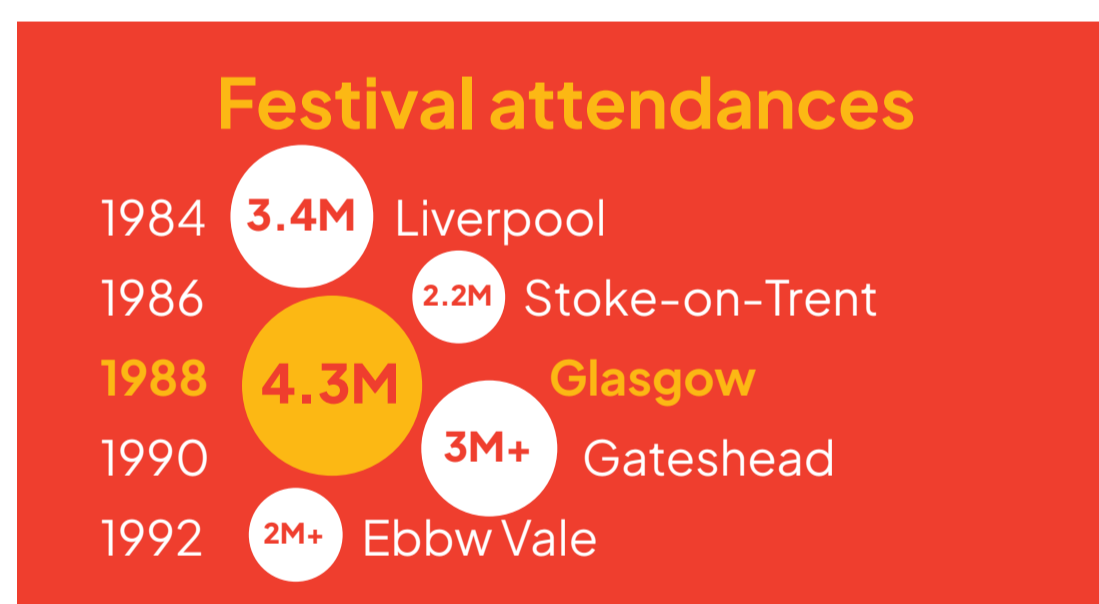 Festival attendances
1984 3.4M Liverpool
1986 2.2M Stoke-on-Trent
1988 4.3M Glasgow
1990 3M+ Gateshead
1992 2M+ Ebbw Vale